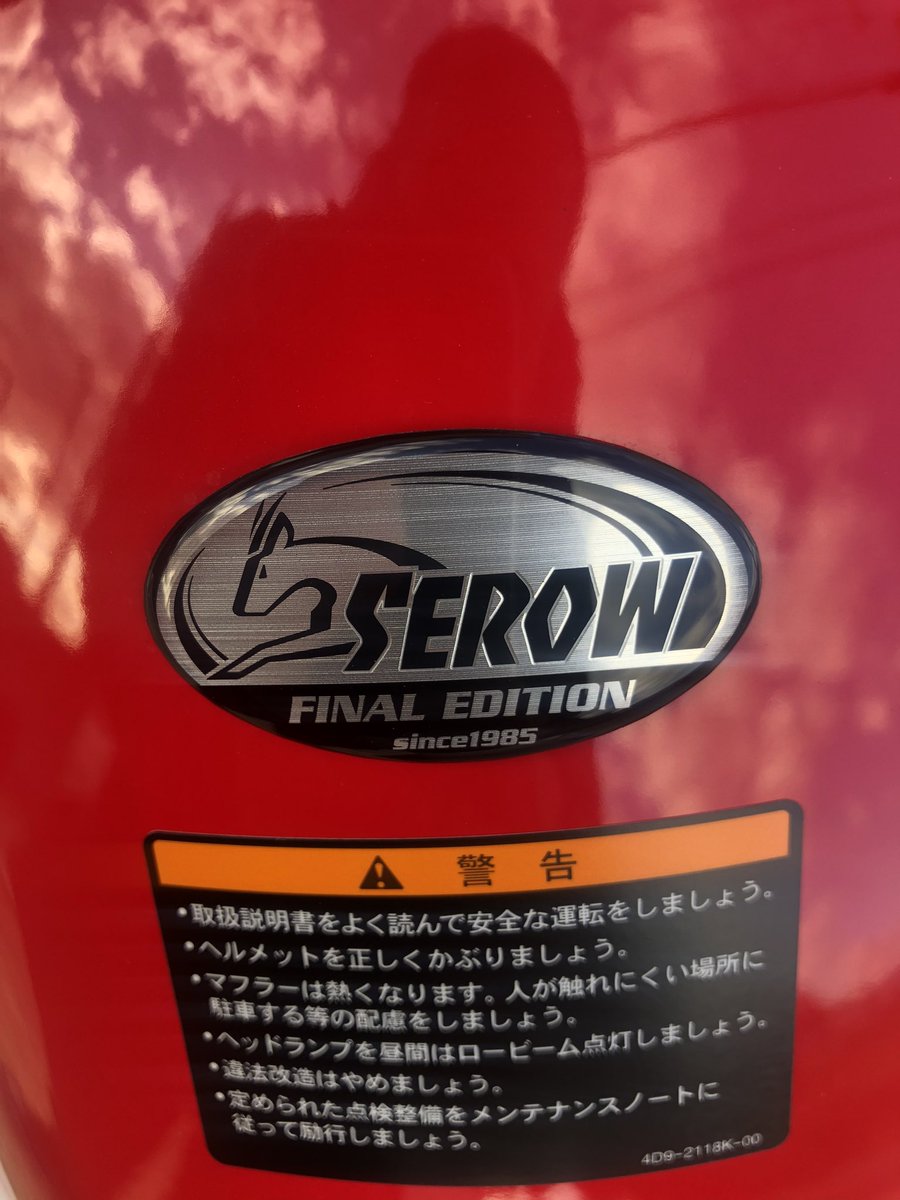 SEROW
FINAL EDITION
since1985
警告
・取扱説明書をよく読んで安全な運転をしましょう。
・ヘルメットを正しくかぶりましょう。
・マフラーは熱くなります。人が触れにくい場所に
駐車する等の配慮をしましょう。
・ヘッドランプを昼間はロービーム点灯しましょう。
・違法改造はやめましょう。
・定められた点検整備をメンテナンスノートに
従って励行しましょう。
4D9-2118K-00